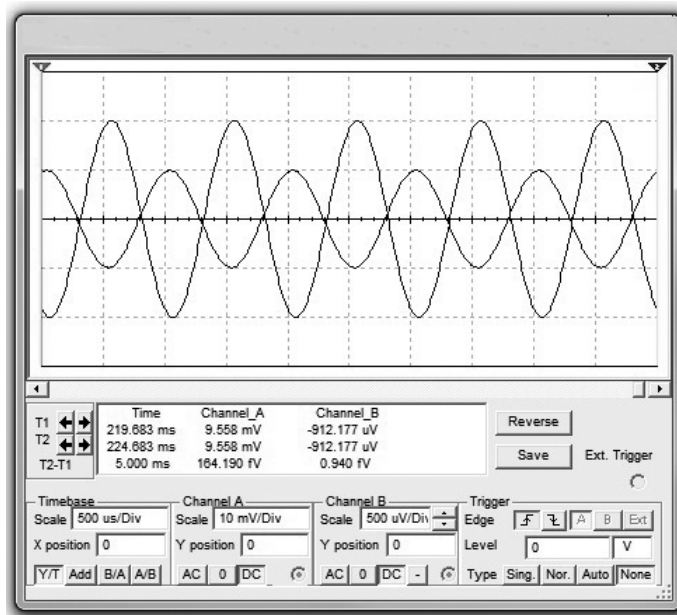 1 2
Time Channel_A Channel_B
T1 219.683 ms 9.558 mV -912.177 uV
T2 224.683 ms 9.558 mV -912.177 uV
T2-T1 5.000 ms 164.190 fV 0.940 fV
Reverse
Save Ext. Trigger
Timebase Channel A Channel B Trigger
Scale 500 us/Div Scale 10 mV/Div Scale 500 uV/Div Edge A B Ext
X position 0 Y position 0 Y position 0 Level 0 V
Y/T Add B/A A/B AC 0 DC AC 0 DC - Type Sing. Nor. Auto None